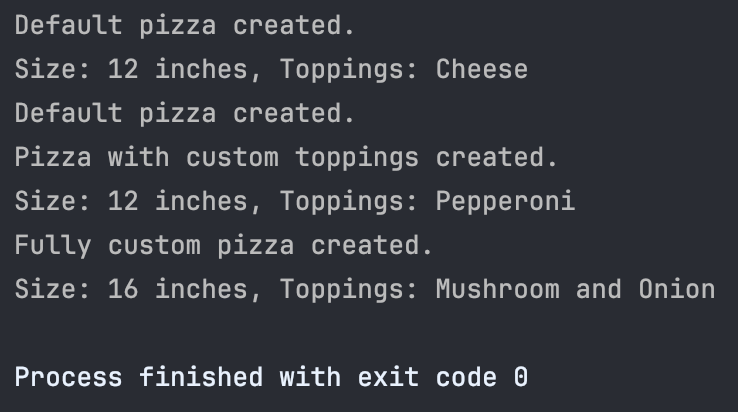 Default pizza created.
Size: 12 inches, Toppings: Cheese
Default pizza created.
Pizza with custom toppings created.
Size: 12 inches, Toppings: Pepperoni
Fully custom pizza created.
Size: 16 inches, Toppings: Mushroom and Onion
Process finished with exit code 0